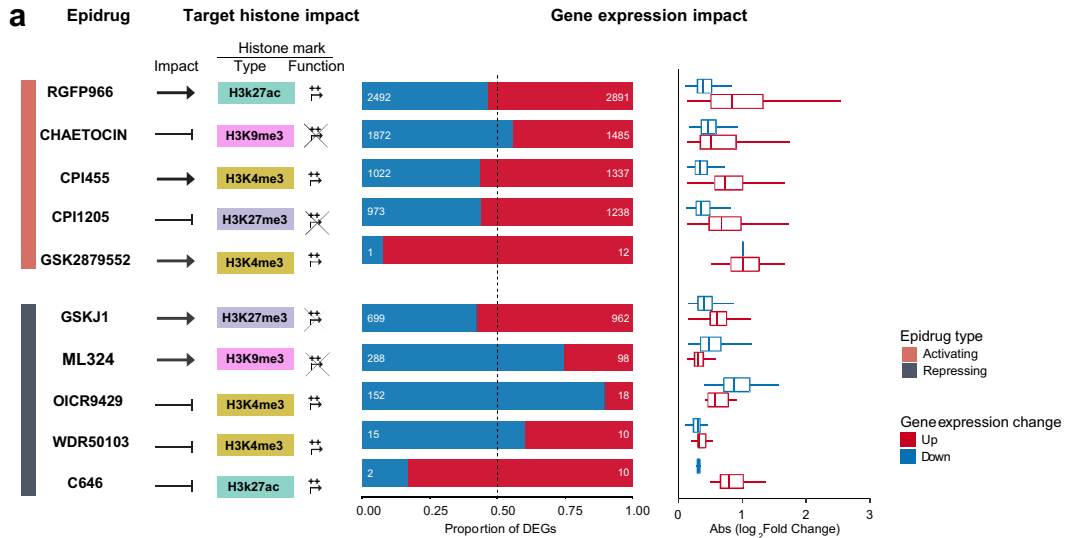 a
Epidrug Target histone impact Gene expression impact
Histone mark
Impact Type Function
RGFP966 H3k27ac ++ 2492 2891
CHAETOCIN H3K9me3 ++ 1872 1485
CPI455 H3K4me3 ++ 1022 1337
CPI1205 H3K27me3 ++ 973 1238
GSK2879552 H3K4me3 ++ 1 12
GSKJ1 H3K27me3 ++ 699 962
ML324 H3K9me3 ++ 288 98
OICR9429 H3K4me3 ++ 152 18
WDR50103 H3K4me3 ++ 15 10
C646 H3k27ac ++ 2 10
Epidrug type
Activating
Repressing
Gene expression change
Up
Down
0.00 0.25 0.50 0.75 1.00 0 1 2 3
Proportion of DEGs Abs (log2Fold Change)